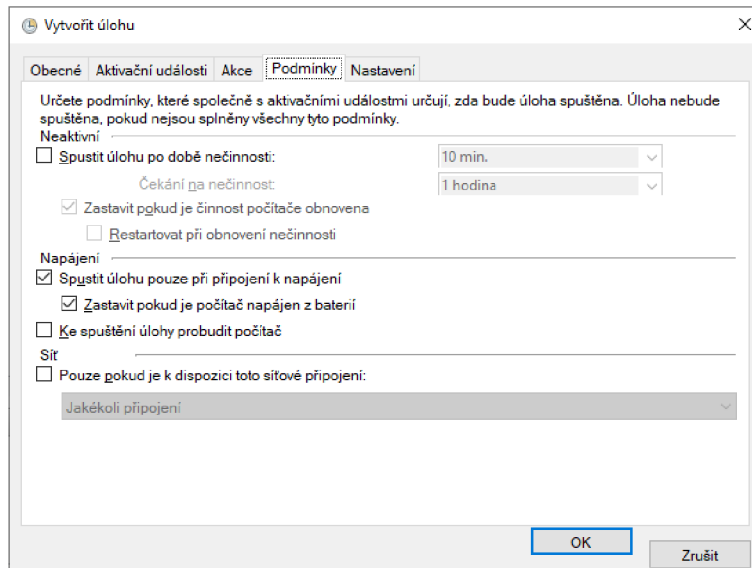 Vytvořit úlohu
Obecné Aktivační události Akce Podmínky Nastavení
Určete podmínky, které společně s aktivačními událostmi určují, zda bude úloha spuštěna. Úloha nebude
spuštěna, pokud nejsou splněny všechny tyto podmínky.
Neaktivní
Spustit úlohu po době nečinnosti: 10 min.
Čekání na nečinnost: 1 hodina
Zastavit pokud je činnost počítače obnovena
Restartovat při obnovení nečinnosti
Napájení
Spustit úlohu pouze při připojení k napájení
Zastavit pokud je počítač napájen z baterií
Ke spuštění úlohy probudit počítač
Síť
Pouze pokud je k dispozici toto síťové připojení:
Jakékoli připojení
OK
Zrušit